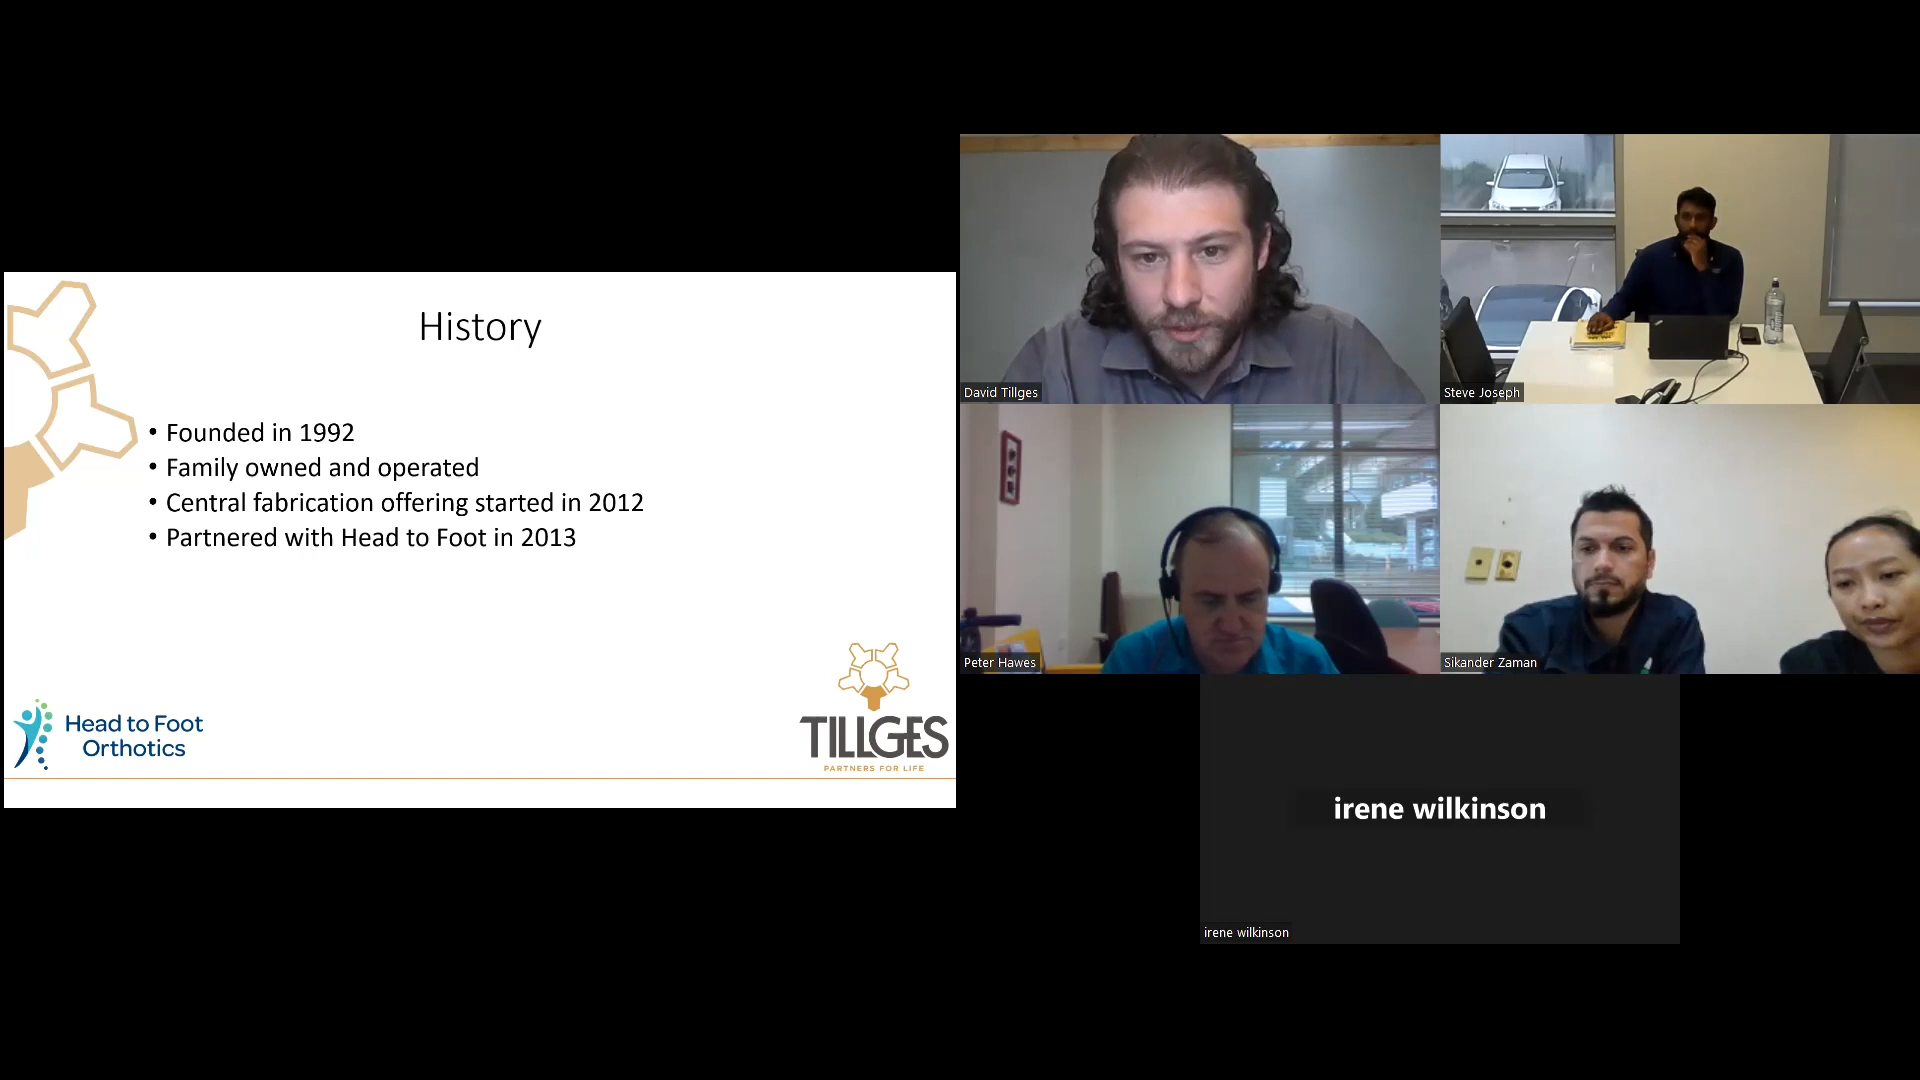 History
• Founded in 1992
• Family owned and operated
• Central fabrication offering started in 2012
• Partnered with Head to Foot in 2013
Head to Foot
Orthotics
TILLGES
PARTNERS FOR LIFE
David Tillges
Steve Joseph
Peter Hawes
Sikander Zaman
irene wilkinson
irene wilkinson